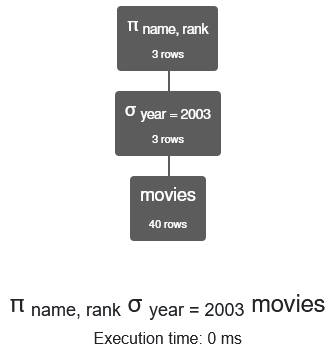 π name, rank
3 rows
σ year = 2003
3 rows
movies
40 rows
π name, rank σ year = 2003 movies
Execution time: 0 ms